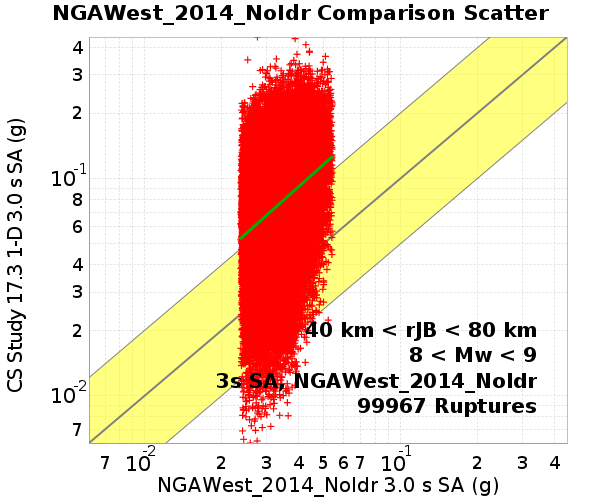 NGAWest_2014_NoIdr Comparison Scatter
CS Study 17.3 1-D 3.0 s SA (g)
4
3
2
10-1
8
6
4
3
2
10-2
7
40 km < rJB < 80 km
8 < Mw < 9
3s SA, NGAWest_2014_NoIdr
99967 Ruptures
7 10-2 2 3 4 5 6 7 10-1 2 3 4
NGAWest_2014_NoIdr 3.0 s SA (g)